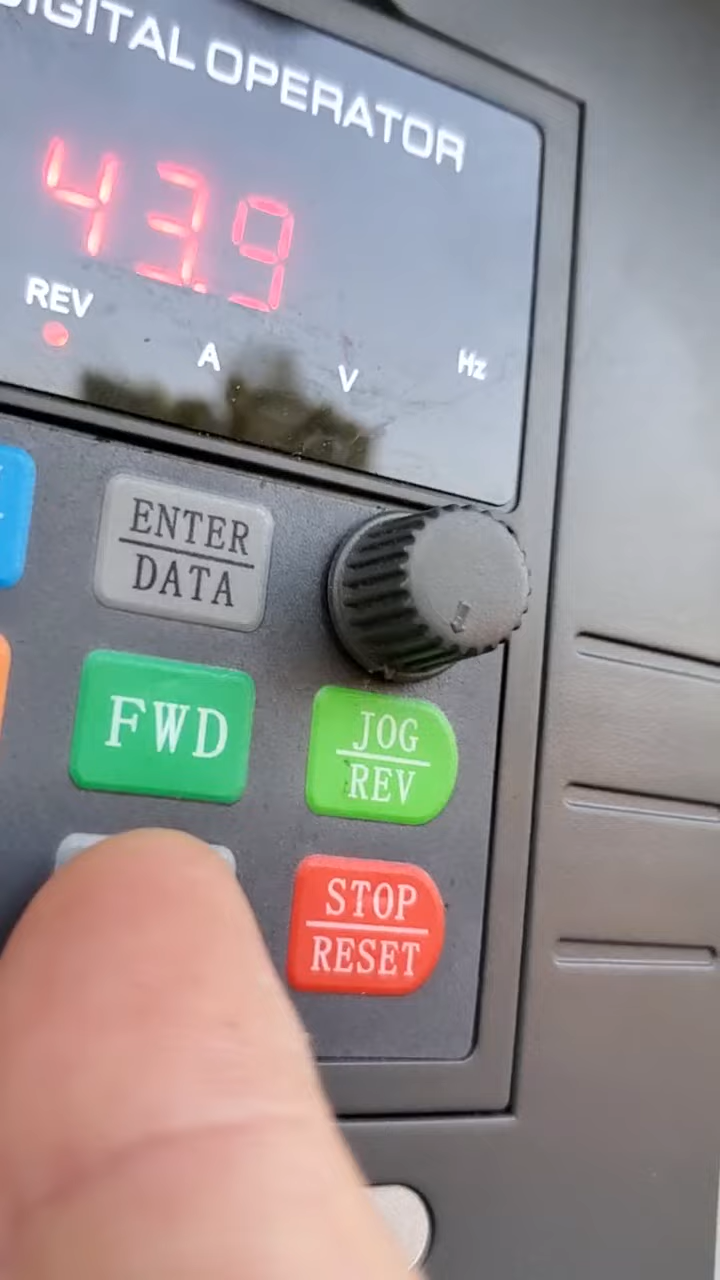 DIGITAL OPERATOR
43.9
REV
A
V
Hz
ENTER
DATA
FWD
JOG
REV
STOP
RESET